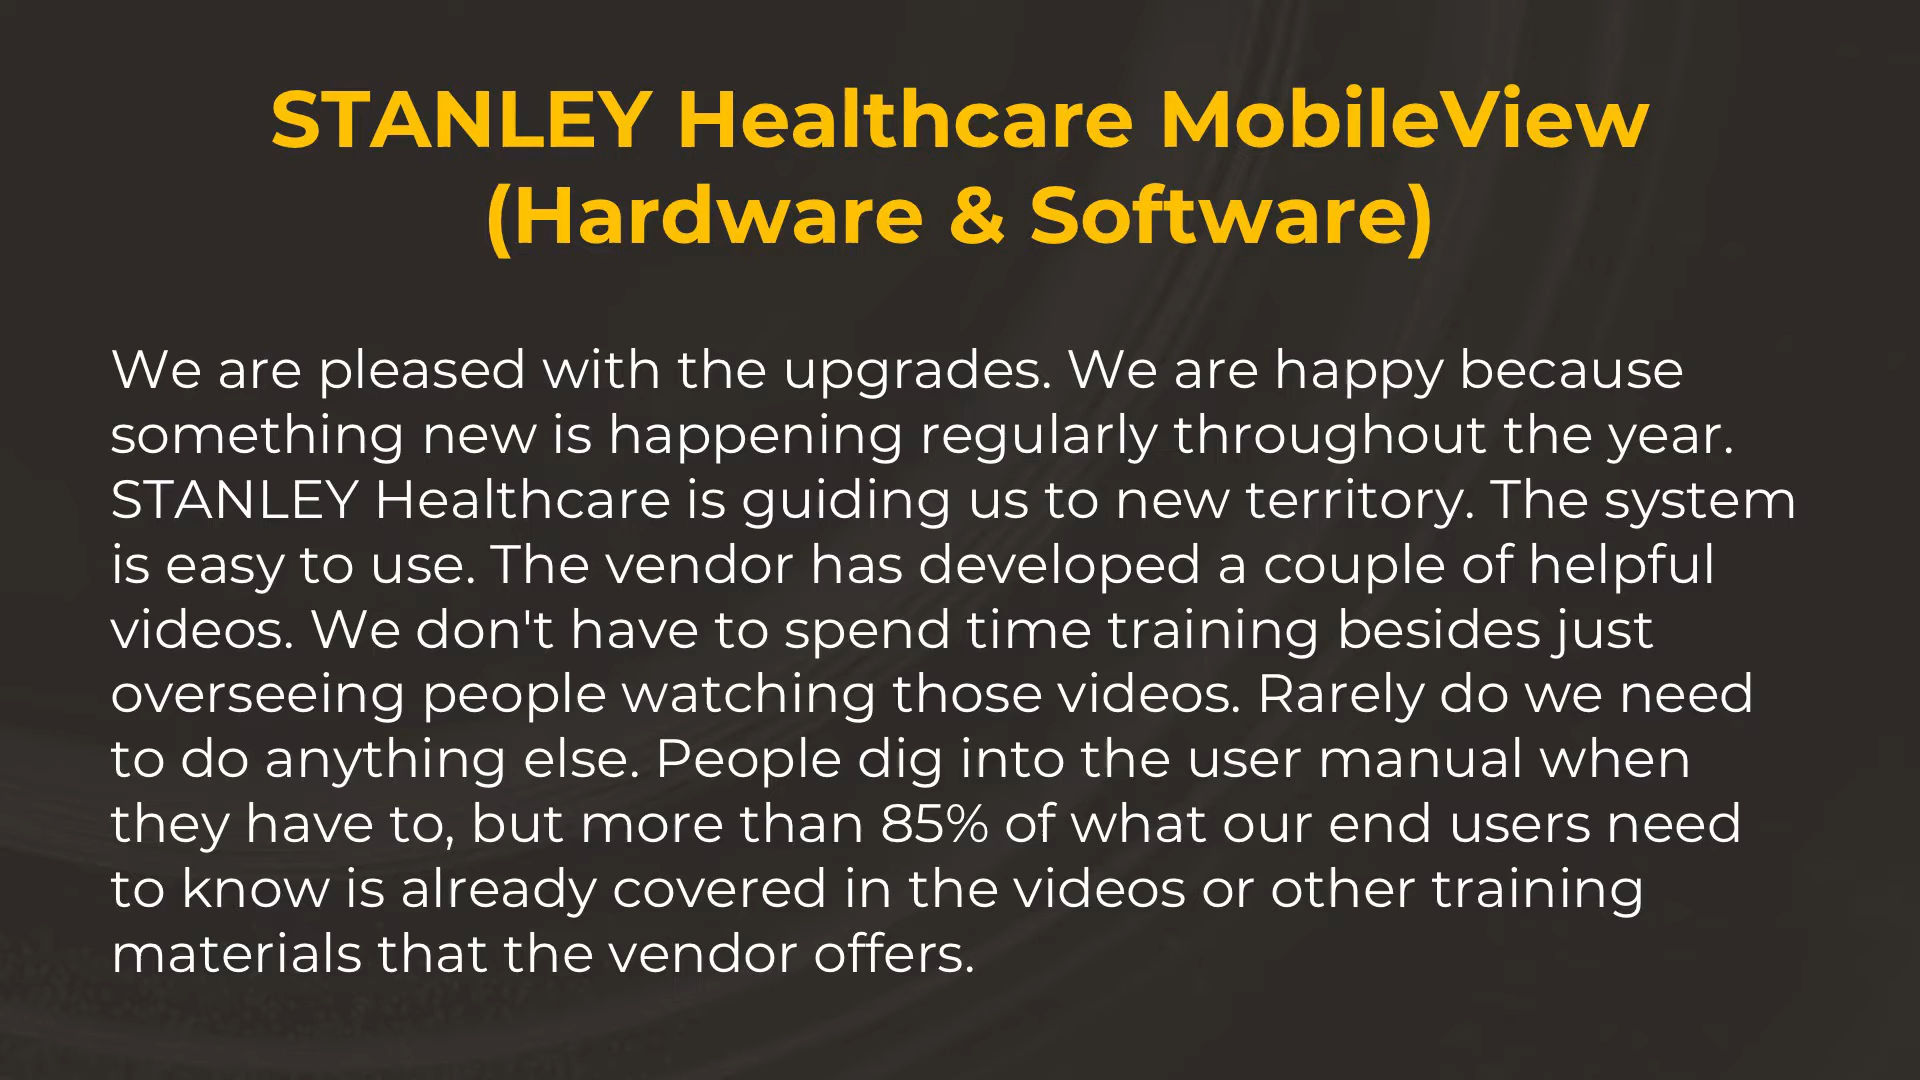 STANLEY Healthcare MobileView
(Hardware & Software)
We are pleased with the upgrades. We are happy because
something new is happening regularly throughout the year.
STANLEY Healthcare is guiding us to new territory. The system
is easy to use. The vendor has developed a couple of helpful
videos. We don't have to spend time training besides just
overseeing people watching those videos. Rarely do we need
to do anything else. People dig into the user manual when
they have to, but more than 85% of what our end users need
to know is already covered in the videos or other training
materials that the vendor offers.